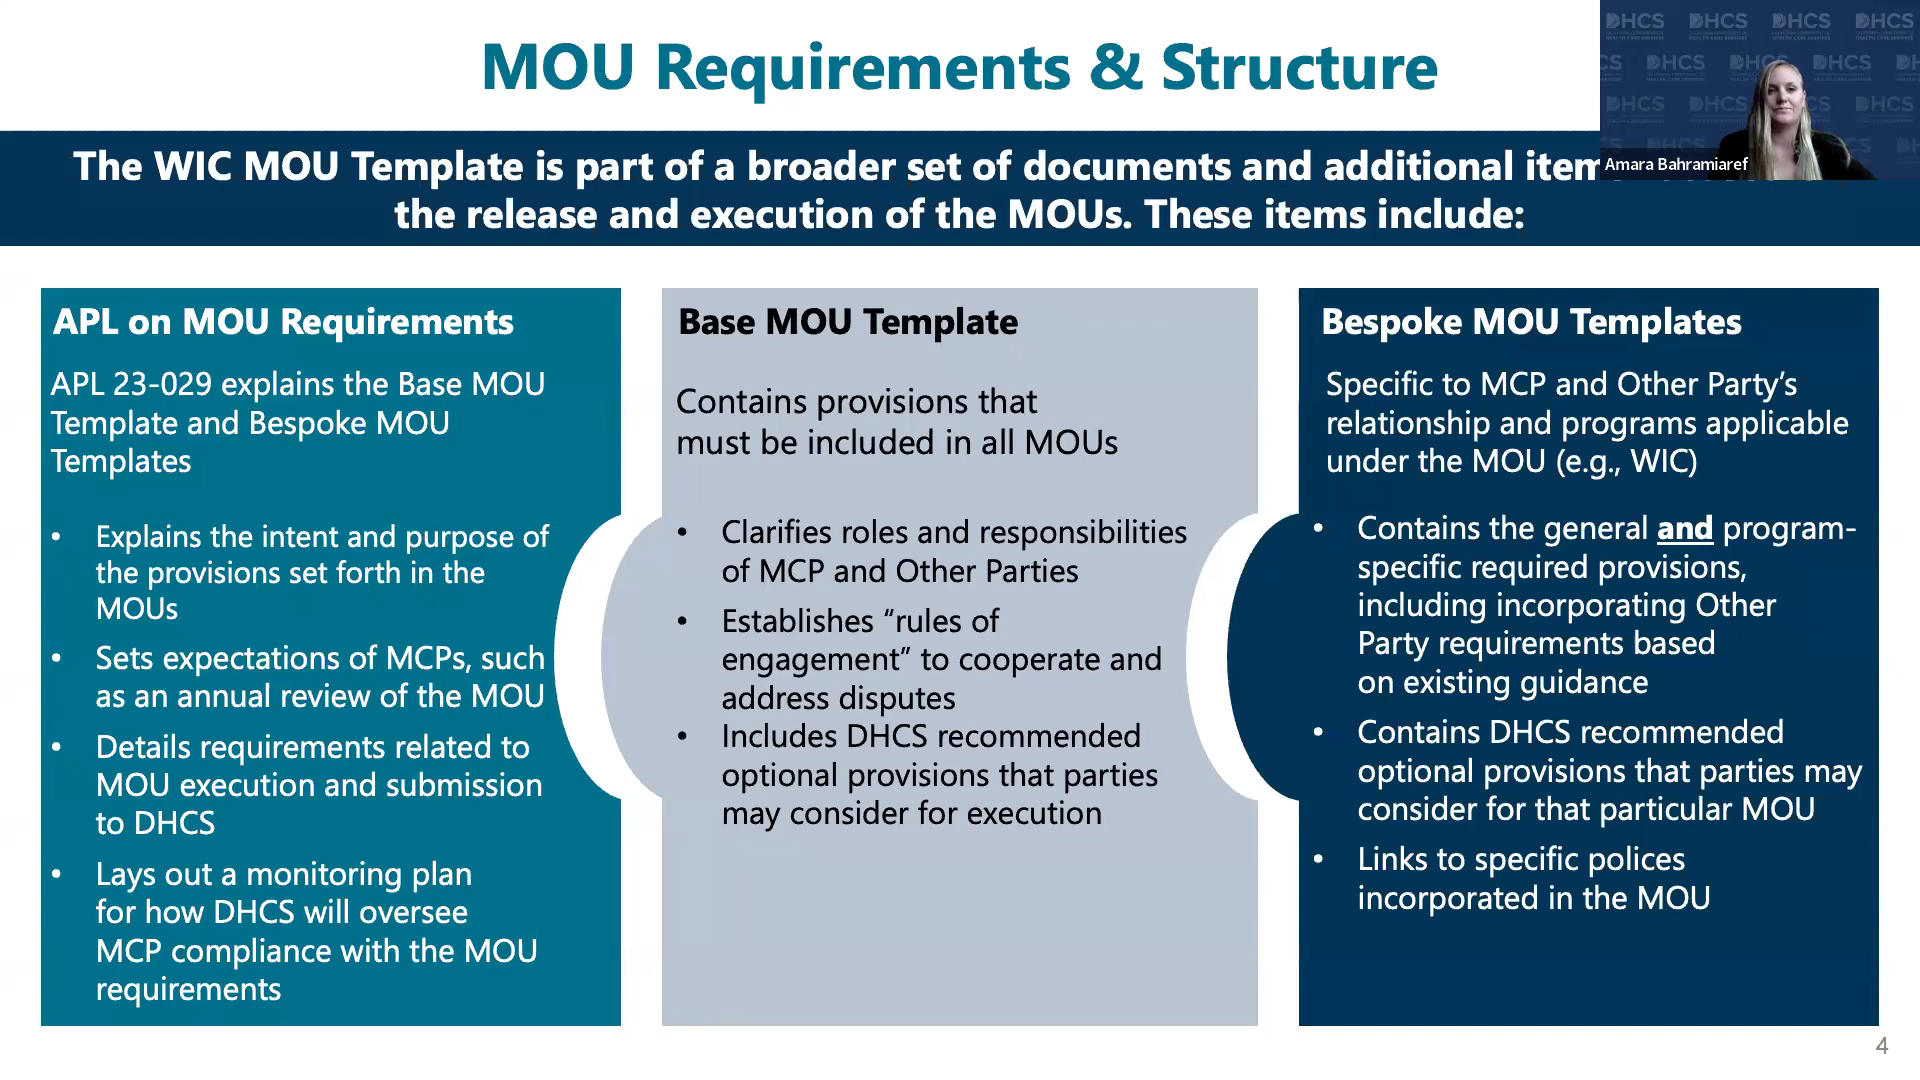 MOU Requirements & Structure
DHCS DHCS DHCS DHCS
DHCS DHCS
DHCS DHCS DHCS
Amara Bahramiaref
The WIC MOU Template is part of a broader set of documents and additional item
the release and execution of the MOUs. These items include:
APL on MOU Requirements
APL 23-029 explains the Base MOU
Template and Bespoke MOU
Templates
• Explains the intent and purpose of
the provisions set forth in the
MOUs
• Sets expectations of MCPs, such
as an annual review of the MOU
• Details requirements related to
MOU execution and submission
to DHCS
• Lays out a monitoring plan
for how DHCS will oversee
MCP compliance with the MOU
requirements
Base MOU Template
Contains provisions that
must be included in all MOUs
• Clarifies roles and responsibilities
of MCP and Other Parties
• Establishes “rules of
engagement” to cooperate and
address disputes
• Includes DHCS recommended
optional provisions that parties
may consider for execution
Bespoke MOU Templates
Specific to MCP and Other Party’s
relationship and programs applicable
under the MOU (e.g., WIC)
• Contains the general and program-
specific required provisions,
including incorporating Other
Party requirements based
on existing guidance
• Contains DHCS recommended
optional provisions that parties may
consider for that particular MOU
• Links to specific polices
incorporated in the MOU
4